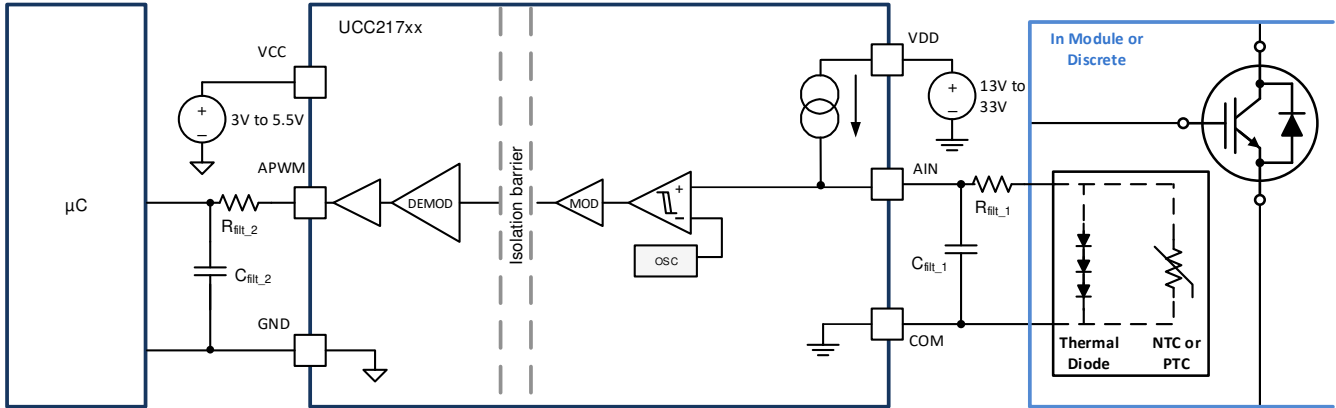 UCC217xx
VCC
VDD
In Module or
Discrete
+
−
3V to 5.5V
+
−
13V to
33V
APWM
AIN
µC
Rfilt_2
DEMOD
Isolation barrier
MOD
+
−
Rfilt_1
OSC
Cfilt_2
Cfilt_1
GND
COM
Thermal
Diode
NTC or
PTC